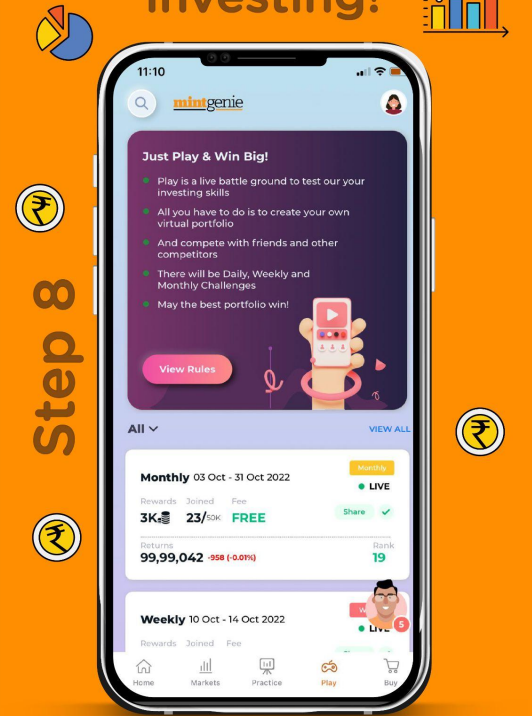 investing!
Step 8
11:10
mintgenie
Just Play & Win Big!
Play is a live battle ground to test our your
investing skills
All you have to do is to create your own
virtual portfolio
And compete with friends and other
competitors
There will be Daily, Weekly and
Monthly Challenges
May the best portfolio win!
View Rules
All
VIEW ALL
Monthly 03 Oct - 31 Oct 2022
Monthly
LIVE
Rewards Joined Fee
3K 23/50K FREE
Share
Returns Rank
99,99,042 -958 (-0.01%) 19
Weekly 10 Oct - 14 Oct 2022
LIVE
5
Rewards Joined Fee
Home Markets Practice Play Buy